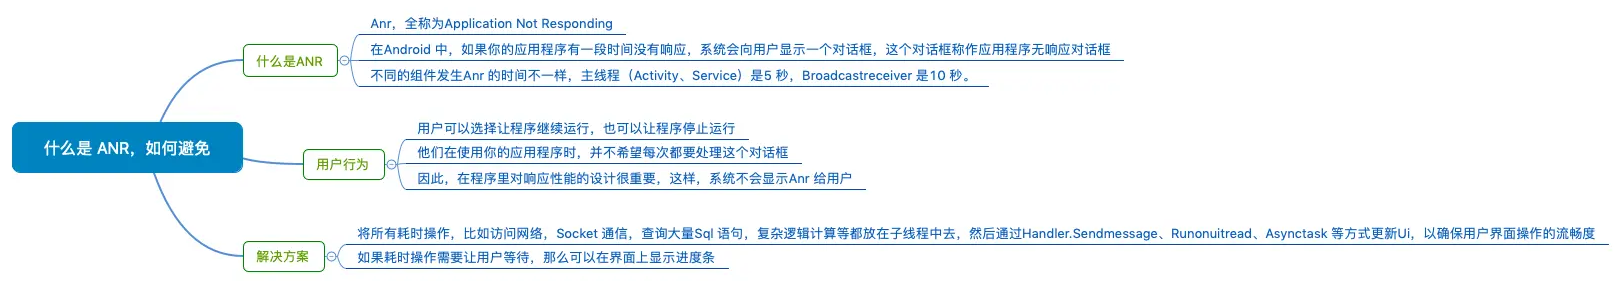 什么是 ANR，如何避免
什么是ANR
Anr，全称为Application Not Responding
在Android 中，如果你的应用程序有一段时间没有响应，系统会向用户显示一个对话框，这个对话框称作应用程序无响应对话框
不同的组件发生Anr 的时间不一样，主线程（Activity、Service）是5 秒，Broadcastreceiver 是10 秒。
用户行为
用户可以选择让程序继续运行，也可以让程序停止运行
他们在使用你的应用程序时，并不希望每次都要处理这个对话框
因此，在程序里对响应性能的设计很重要，这样，系统不会显示Anr 给用户
解决方案
将所有耗时操作，比如访问网络，Socket 通信，查询大量Sql 语句，复杂逻辑计算等都放在子线程中去，然后通过Handler.Sendmessage、Runonuitread、Asynctask 等方式更新Ui，以确保用户界面操作的流畅度
如果耗时操作需要让用户等待，那么可以在界面上显示进度条